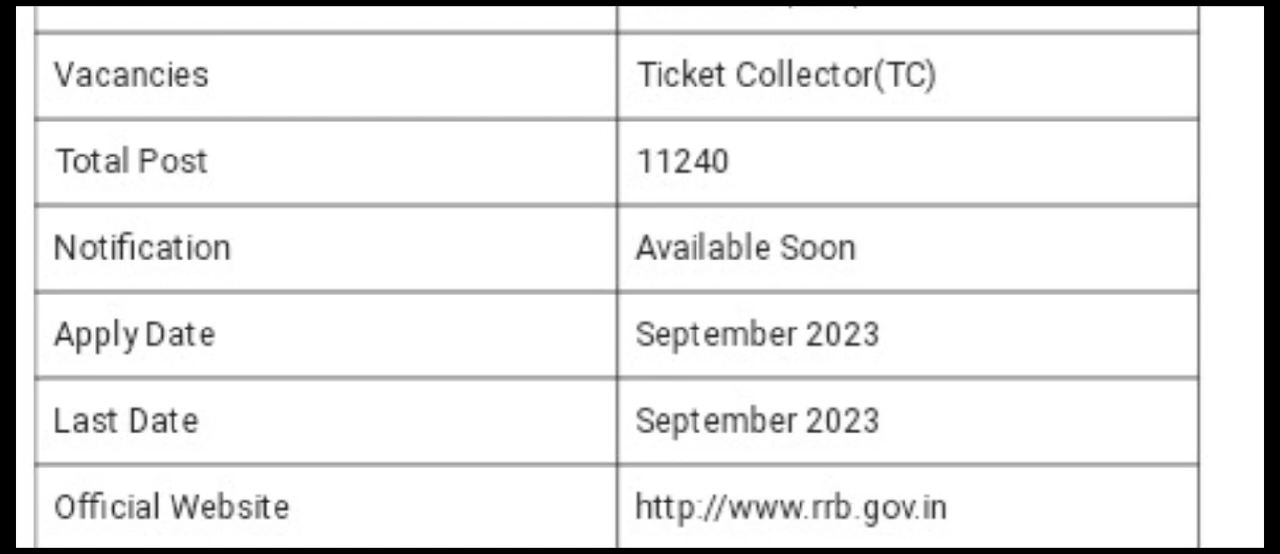 Vacancies Ticket Collector(TC)
Total Post 11240
Notification Available Soon
Apply Date September 2023
Last Date September 2023
Official Website http://www.rrb.gov.in